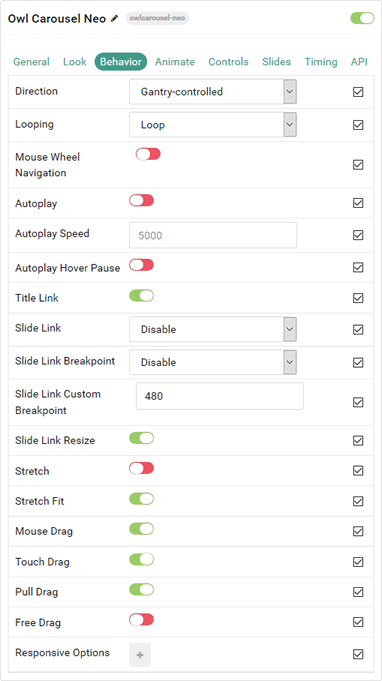 Owl Carousel Neo owlcarousel-neo
General Look Behavior Animate Controls Slides Timing API
Direction Gantry-controlled
Looping Loop
Mouse Wheel
Navigation
Autoplay
Autoplay Speed 5000
Autoplay Hover Pause
Title Link
Slide Link Disable
Slide Link Breakpoint Disable
Slide Link Custom 480
Breakpoint
Slide Link Resize
Stretch
Stretch Fit
Mouse Drag
Touch Drag
Pull Drag
Free Drag
Responsive Options +